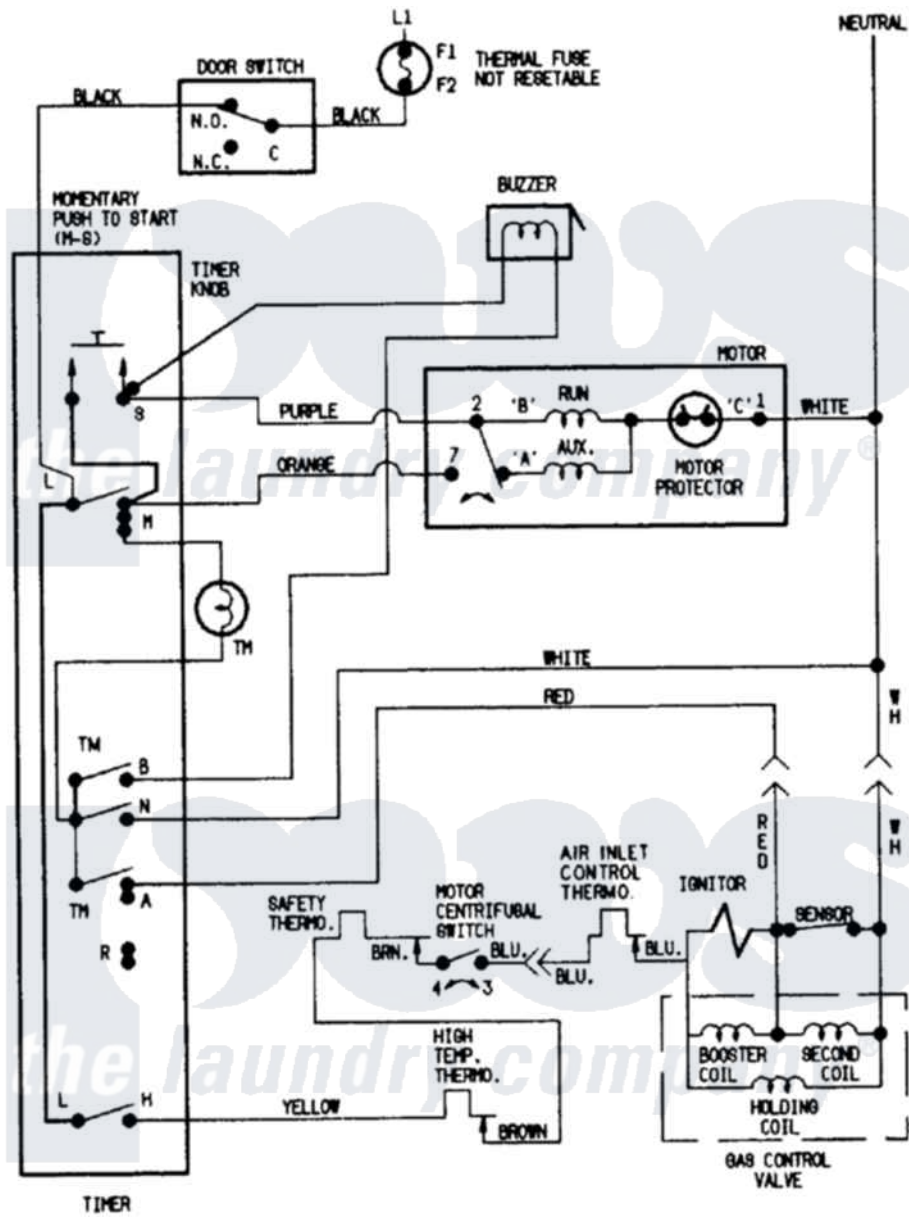 L1
NEUTRAL
F1
F2
THERMAL FUSE
NOT RESETABLE
DOOR SWITCH
BLACK
N.O.
BLACK
N.C.
C
BUZZER
MOMENTARY
PUSH TO START
(M-S)
TIMER
KNOB
MOTOR
S
PURPLE
2
'B'
RUN
'C'
1
WHITE
the laundry company®
ORANGE
7
'A'
AUX.
MOTOR
PROTECTOR
L
M
TM
WHITE
RED
WH
TM
B
N
RED
WH
TM
A
SAFETY
THERMO.
MOTOR
CENTRIFUGAL
SWITCH
AIR INLET
CONTROL
THERMO.
IGNITOR
SENSOR
R
BRN.
BLU.
BLU.
BLU.
4
3
the laundry company®
HIGH
TEMP.
THERMO.
BOOSTER
COIL
SECOND
COIL
HOLDING
COIL
L
H
YELLOW
BROWN
GAS CONTROL
VALVE
TIMER